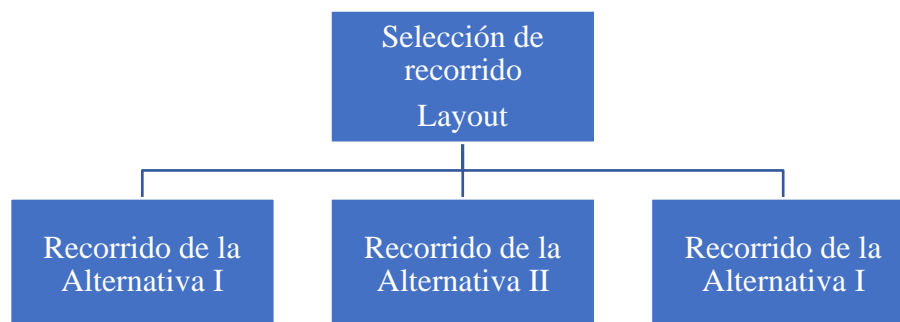 Selección de
recorrido
Layout
Recorrido de la
Alternativa I
Recorrido de la
Alternativa II
Recorrido de la
Alternativa I